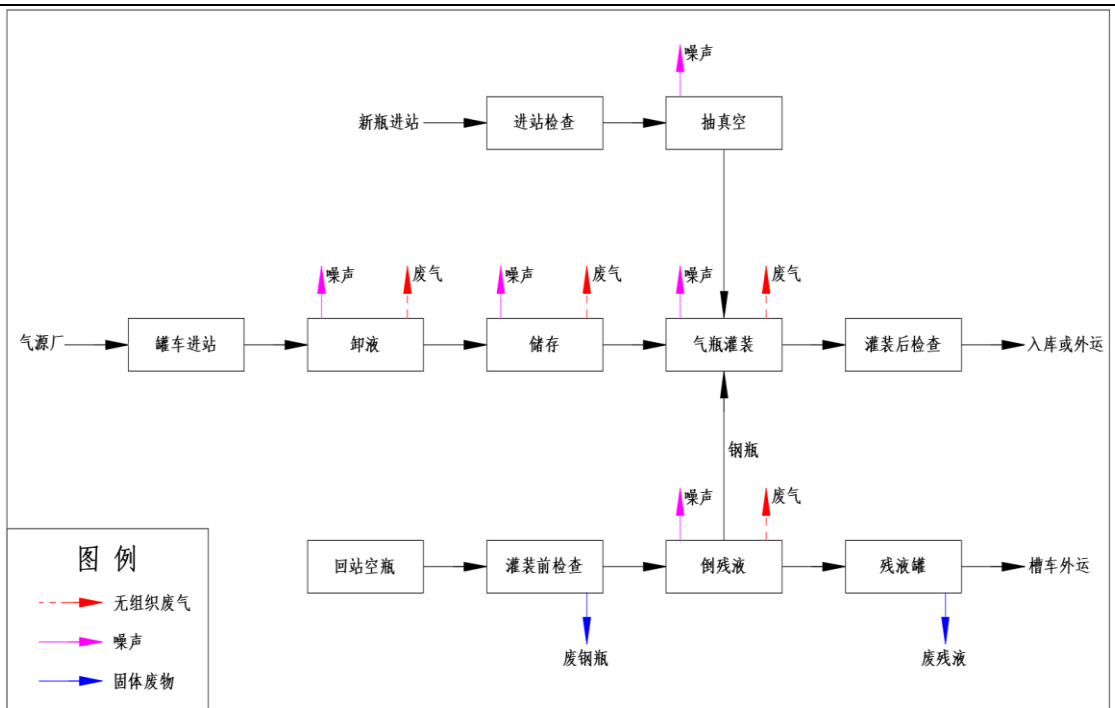 噪声
新瓶进站
进站检查
抽真空
噪声
废气
噪声
废气
噪声
废气
气源厂
罐车进站
卸液
储存
气瓶灌装
灌装后检查
入库或外运
钢瓶
噪声
废气
回站空瓶
灌装前检查
倒残液
残液罐
槽车外运
废钢瓶
废残液
图例
无组织废气
噪声
固体废物